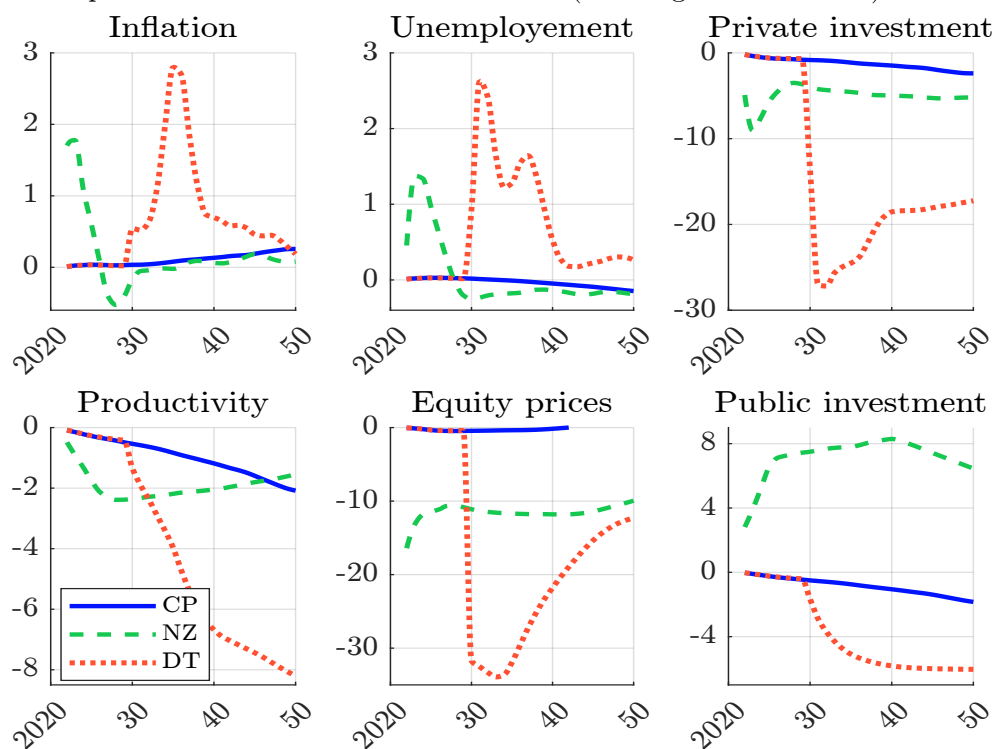 Inflation Unemployement Private investment
3 3 0
2 2 -10
1 1 -20
0 0 -30
2020 30 40 50 2020 30 40 50 2020 30 40 50
Productivity Equity prices Public investment
0 0 8
-2 -10 4
-4 -20 0
-6 -30 -4
-8
CP
NZ
DT
2020 30 40 50 2020 30 40 50 2020 30 40 50